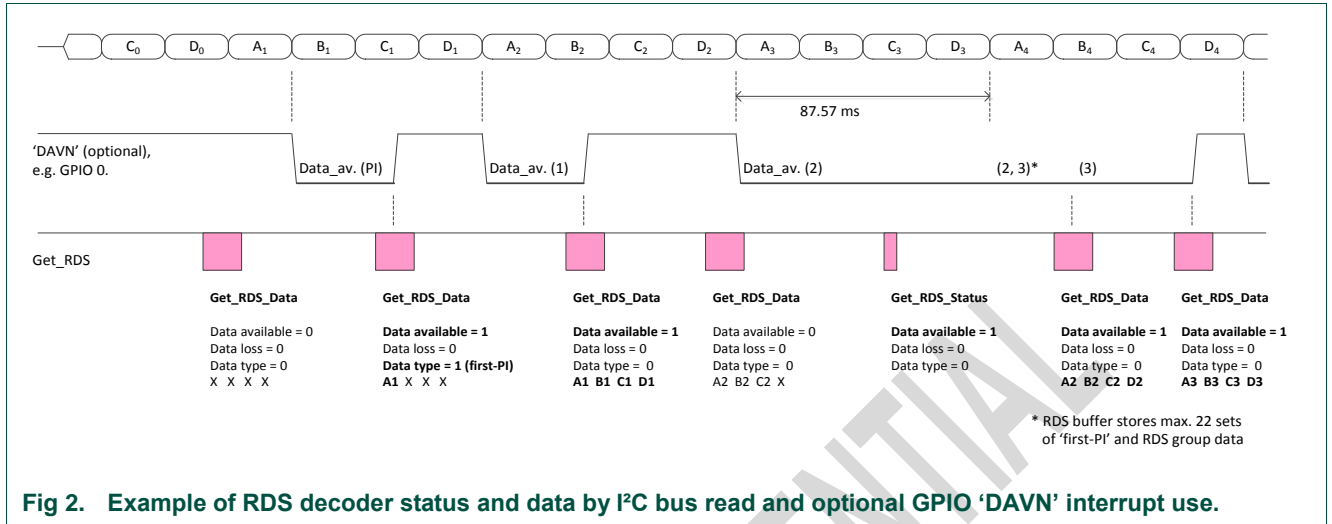 C₀ D₀ A₁ B₁ C₁ D₁ A₂ B₂ C₂ D₂ A₃ B₃ C₃ D₃ A₄ B₄ C₄ D₄
87.57 ms
‘DAVN’ (optional),
e.g. GPIO 0.
Data_av. (PI) Data_av. (1) Data_av. (2) (2, 3)* (3)
Get_RDS
Get_RDS_Data
Data available = 0
Data loss = 0
Data type = 0
X X X X
Get_RDS_Data
Data available = 1
Data loss = 0
Data type = 1 (first-PI)
A1 X X X
Get_RDS_Data
Data available = 1
Data loss = 0
Data type = 0
A1 B1 C1 D1
Get_RDS_Data
Data available = 0
Data loss = 0
Data type = 0
A2 B2 C2 X
Get_RDS_Status
Data available = 1
Data loss = 0
Data type = 0
Get_RDS_Data
Data available = 1
Data loss = 0
Data type = 0
A2 B2 C2 D2
Get_RDS_Data
Data available = 1
Data loss = 0
Data type = 0
A3 B3 C3 D3
* RDS buffer stores max. 22 sets
of ‘first-PI’ and RDS group data
ENTIAL
Fig 2. Example of RDS decoder status and data by I²C bus read and optional GPIO ‘DAVN’ interrupt use.